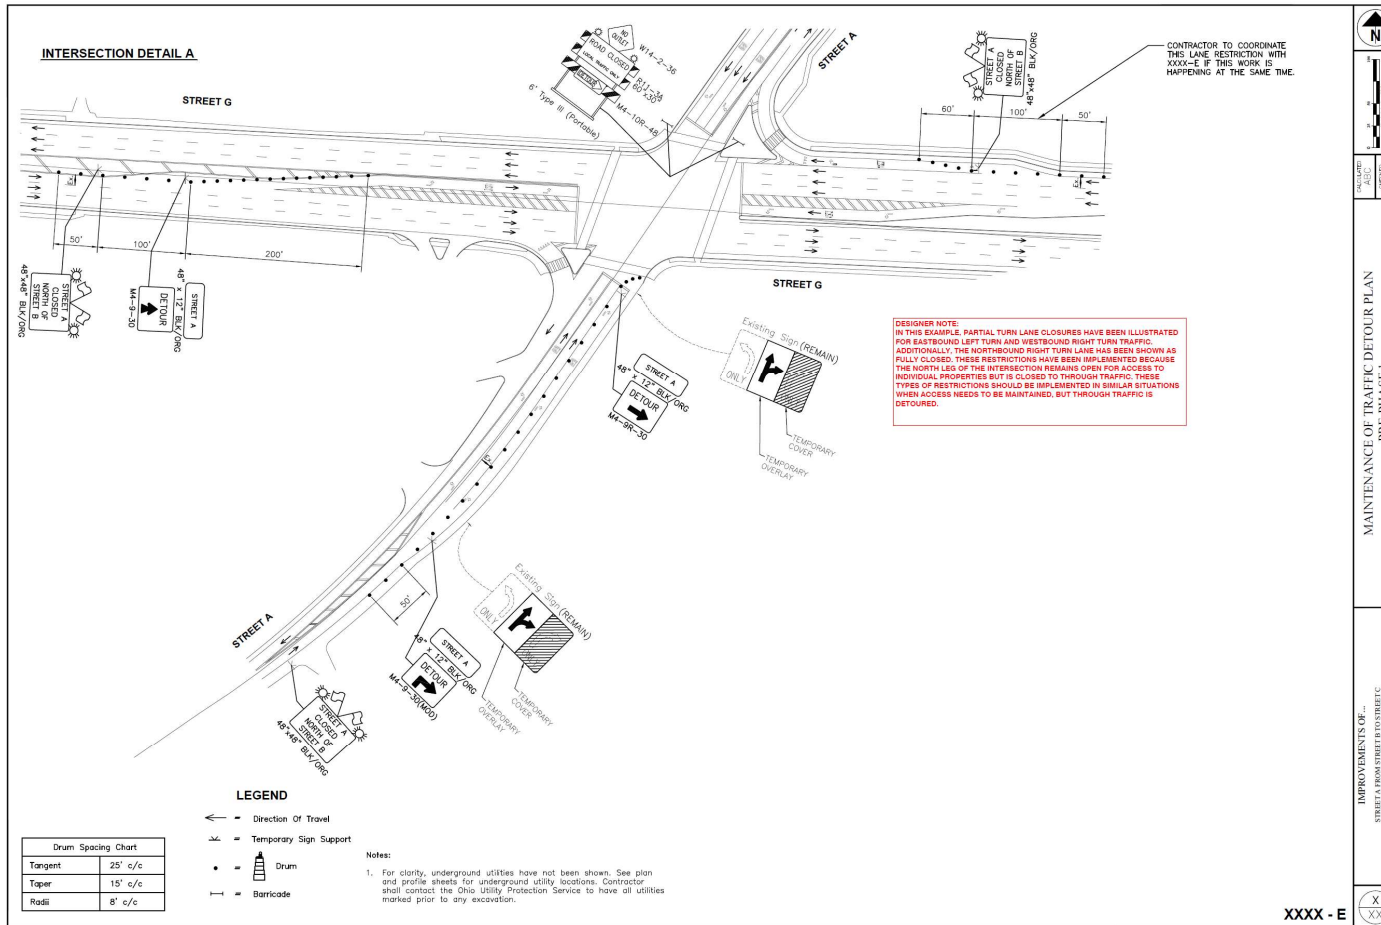 INTERSECTION DETAIL A
STREET G
NO
OUTLET
W14-2-36
ROAD CLOSED
LOCAL TRAFFIC ONLY
DETOUR
R11-3A
60"x30"
M4-10R-48
6' Type III (Portable)
STREET A
STREET A
CLOSED
NORTH OF
STREET B
48"x48" BLK/ORG
CONTRACTOR TO COORDINATE
THIS LANE RESTRICTION WITH
XXXX-E IF THIS WORK IS
HAPPENING AT THE SAME TIME.
60'
100'
50'
50'
100'
200'
STREET A
CLOSED
NORTH OF
STREET B
48"x48" BLK/ORG
STREET A
48" x 12" BLK/ORG
DETOUR
M4-9-30
STREET G
STREET A
48" x 12" BLK/ORG
DETOUR
M4-9R-30
Existing Sign (REMAIN)
ONLY
TEMPORARY
COVER
TEMPORARY
OVERLAY
DESIGNER NOTE:
IN THIS EXAMPLE, PARTIAL TURN LANE CLOSURES HAVE BEEN ILLUSTRATED
FOR EASTBOUND LEFT TURN AND WESTBOUND RIGHT TURN TRAFFIC.
ADDITIONALLY, THE NORTHBOUND RIGHT TURN LANE HAS BEEN SHOWN AS
FULLY CLOSED. THESE RESTRICTIONS HAVE BEEN IMPLEMENTED BECAUSE
THE NORTH LEG OF THE INTERSECTION REMAINS OPEN FOR ACCESS TO
INDIVIDUAL PROPERTIES BUT IS CLOSED TO THROUGH TRAFFIC. THESE
TYPES OF RESTRICTIONS SHOULD BE IMPLEMENTED IN SIMILAR SITUATIONS
WHEN ACCESS NEEDS TO BE MAINTAINED, BUT THROUGH TRAFFIC IS
DETOURED.
Existing Sign (REMAIN)
ONLY
TEMPORARY
COVER
TEMPORARY
OVERLAY
50'
STREET A
STREET A
48" x 12" BLK/ORG
DETOUR
M4-9-30(MOD)
STREET A
CLOSED
NORTH OF
STREET B
48"x48" BLK/ORG
LEGEND
= Direction Of Travel
= Temporary Sign Support
= Drum
= Barricade
Drum Spacing Chart
Tangent 25' c/c
Taper 15' c/c
Radii 8' c/c
Notes:
1. For clarity, underground utilities have not been shown. See plan
and profile sheets for underground utility locations. Contractor
shall contact the Ohio Utility Protection Service to have all utilities
marked prior to any excavation.
XXXX - E
N
CALCULATED
ABC
MAINTENANCE OF TRAFFIC DETOUR PLAN
IMPROVEMENTS OF...
STREET A FROM STREET B TO STREET C
X
XX